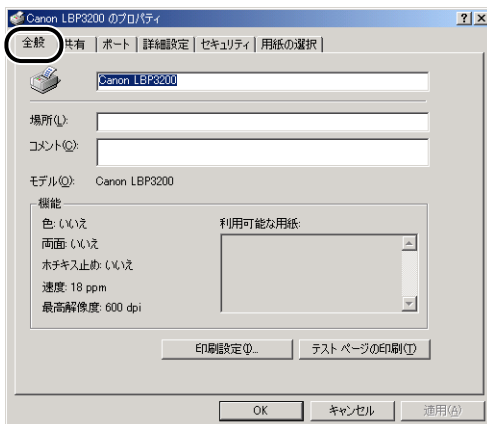 Canon LBP3200 のプロパティ
全般 共有 ポート 詳細設定 セキュリティ 用紙の選択
Canon LBP3200
場所(L):
コメント(C):
モデル(O): Canon LBP3200
機能
色: いいえ
両面: いいえ
ホチキス止め: いいえ
速度: 18 ppm
最高解像度: 600 dpi
利用可能な用紙:
印刷設定(I)... テスト ページの印刷(T)
OK キャンセル 適用(A)